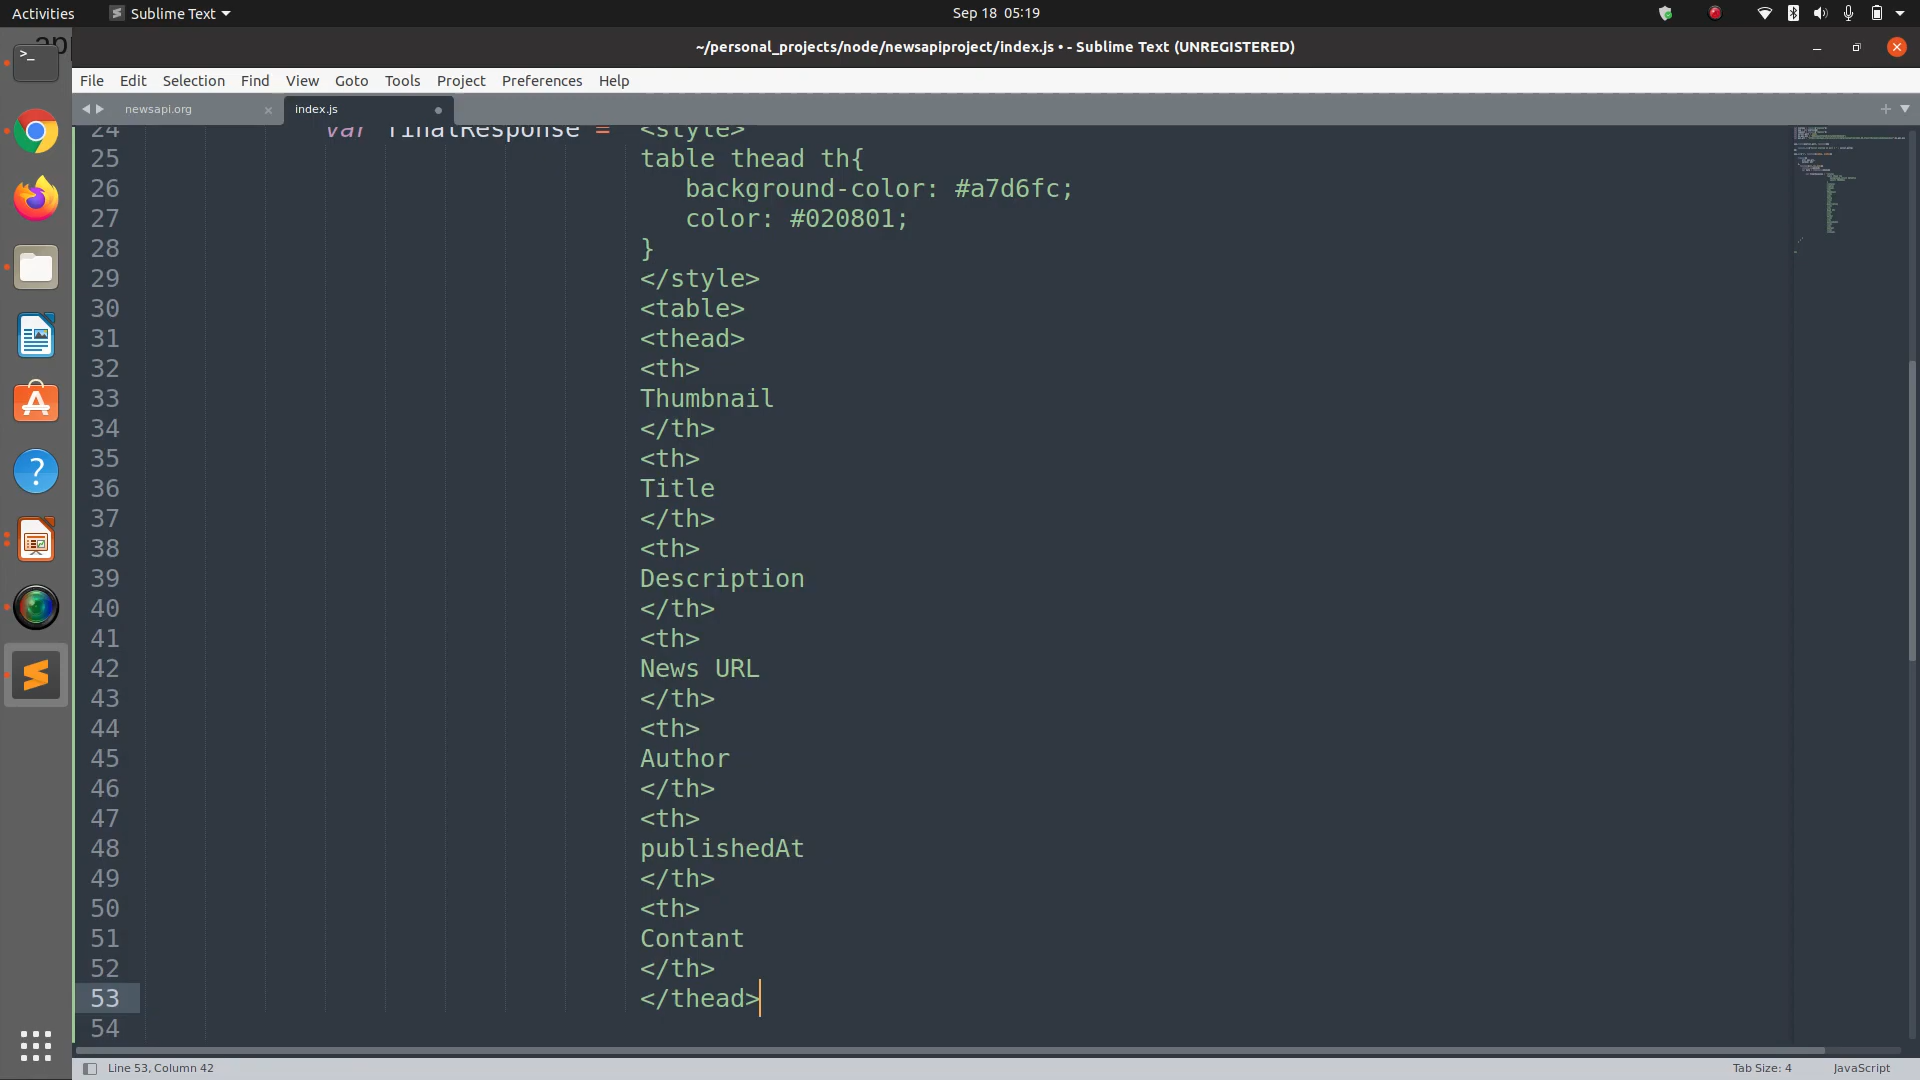 Activities
Sublime Text
Sep 18 05:19
~/personal_projects/node/newsapiproject/index.js • - Sublime Text (UNREGISTERED)
File Edit Selection Find View Goto Tools Project Preferences Help
newsapi.org
index.js
24 var finalResponse = <style>
25 table thead th{
26 background-color: #a7d6fc;
27 color: #020801;
28 }
29 </style>
30 <table>
31 <thead>
32 <th>
33 Thumbnail
34 </th>
35 <th>
36 Title
37 </th>
38 <th>
39 Description
40 </th>
41 <th>
42 News URL
43 </th>
44 <th>
45 Author
46 </th>
47 <th>
48 publishedAt
49 </th>
50 <th>
51 Contant
52 </th>
53 </thead>
54
Line 53, Column 42
Tab Size: 4
JavaScript